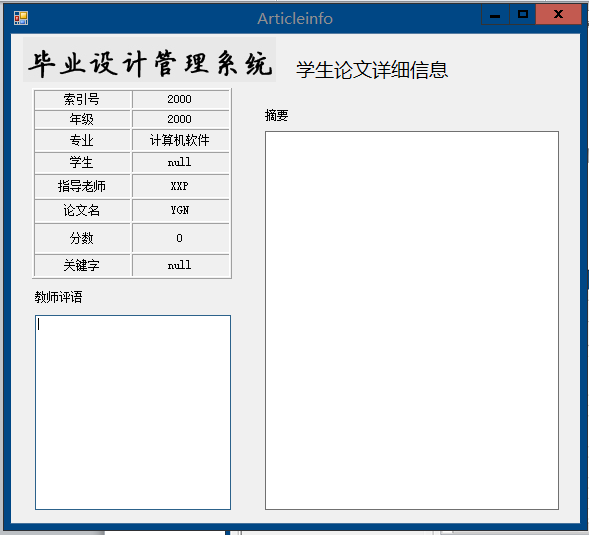 Articleinfo
毕业设计管理系统
学生论文详细信息
索引号 2000
年级 2000
专业 计算机软件
学生 null
指导老师 XXP
论文名 YGN
分数 0
关键字 null
教师评语
摘要